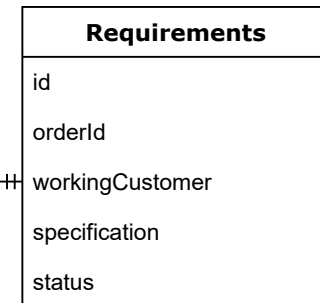 Requirements
id
orderId
workingCustomer
specification
status